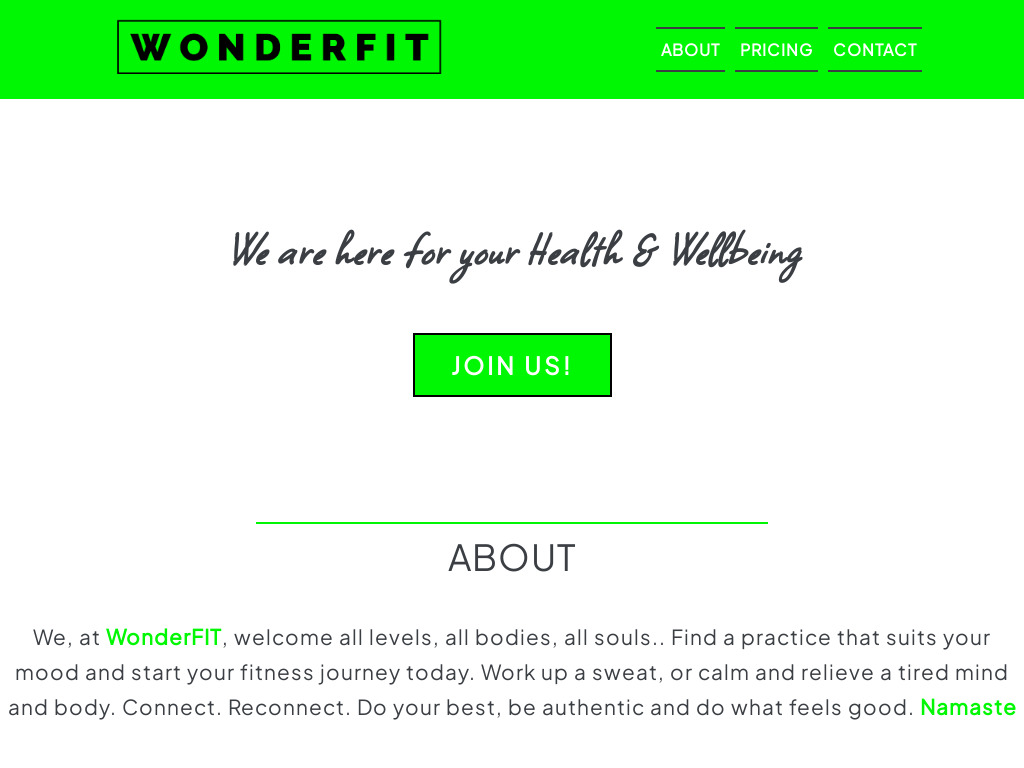 WONDERFIT
ABOUT PRICING CONTACT
We are here for your Health & Wellbeing
JOIN US!
ABOUT
We, at WonderFIT, welcome all levels, all bodies, all souls.. Find a practice that suits your
mood and start your fitness journey today. Work up a sweat, or calm and relieve a tired mind
and body. Connect. Reconnect. Do your best, be authentic and do what feels good. Namaste